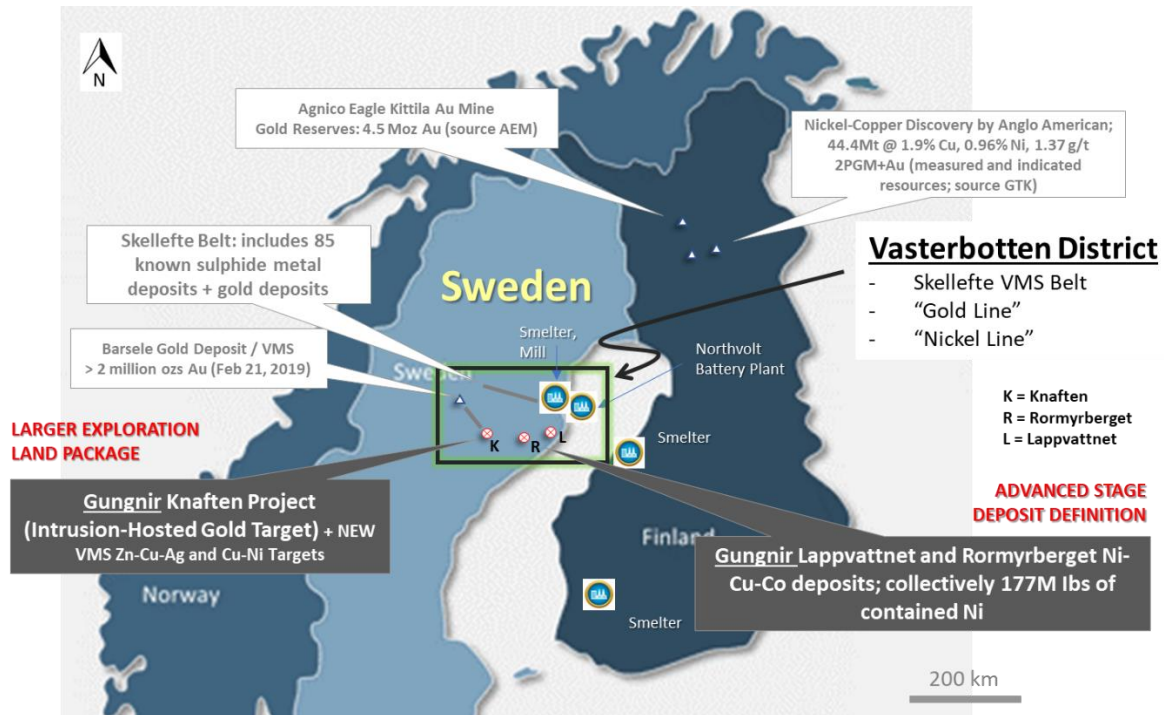 N
Agnico Eagle Kittila Au Mine
Gold Reserves: 4.5 Moz Au (source AEM)
Nickel-Copper Discovery by Anglo American;
44.4Mt @ 1.9% Cu, 0.96% Ni, 1.37 g/t
2PGM+Au (measured and indicated
resources; source GTK)
Skellefte Belt: includes 85
known sulphide metal
deposits + gold deposits
Sweden
Vasterbotten District
- Skellefte VMS Belt
- “Gold Line”
- “Nickel Line”
Smelter,
Mill
Northvolt
Battery Plant
Barsele Gold Deposit / VMS
> 2 million ozs Au (Feb 21, 2019)
Sweden
K = Knaften
R = Rormyrberget
L = Lappvattnet
LARGER EXPLORATION
LAND PACKAGE
K
R
L
Smelter
ADVANCED STAGE
DEPOSIT DEFINITION
Gungnir Knaften Project
(Intrusion-Hosted Gold Target) + NEW
VMS Zn-Cu-Ag and Cu-Ni Targets
Finland
Gungnir Lappvattnet and Rormyrberget Ni-
Cu-Co deposits; collectively 177M Ibs of
contained Ni
Norway
Smelter
200 km